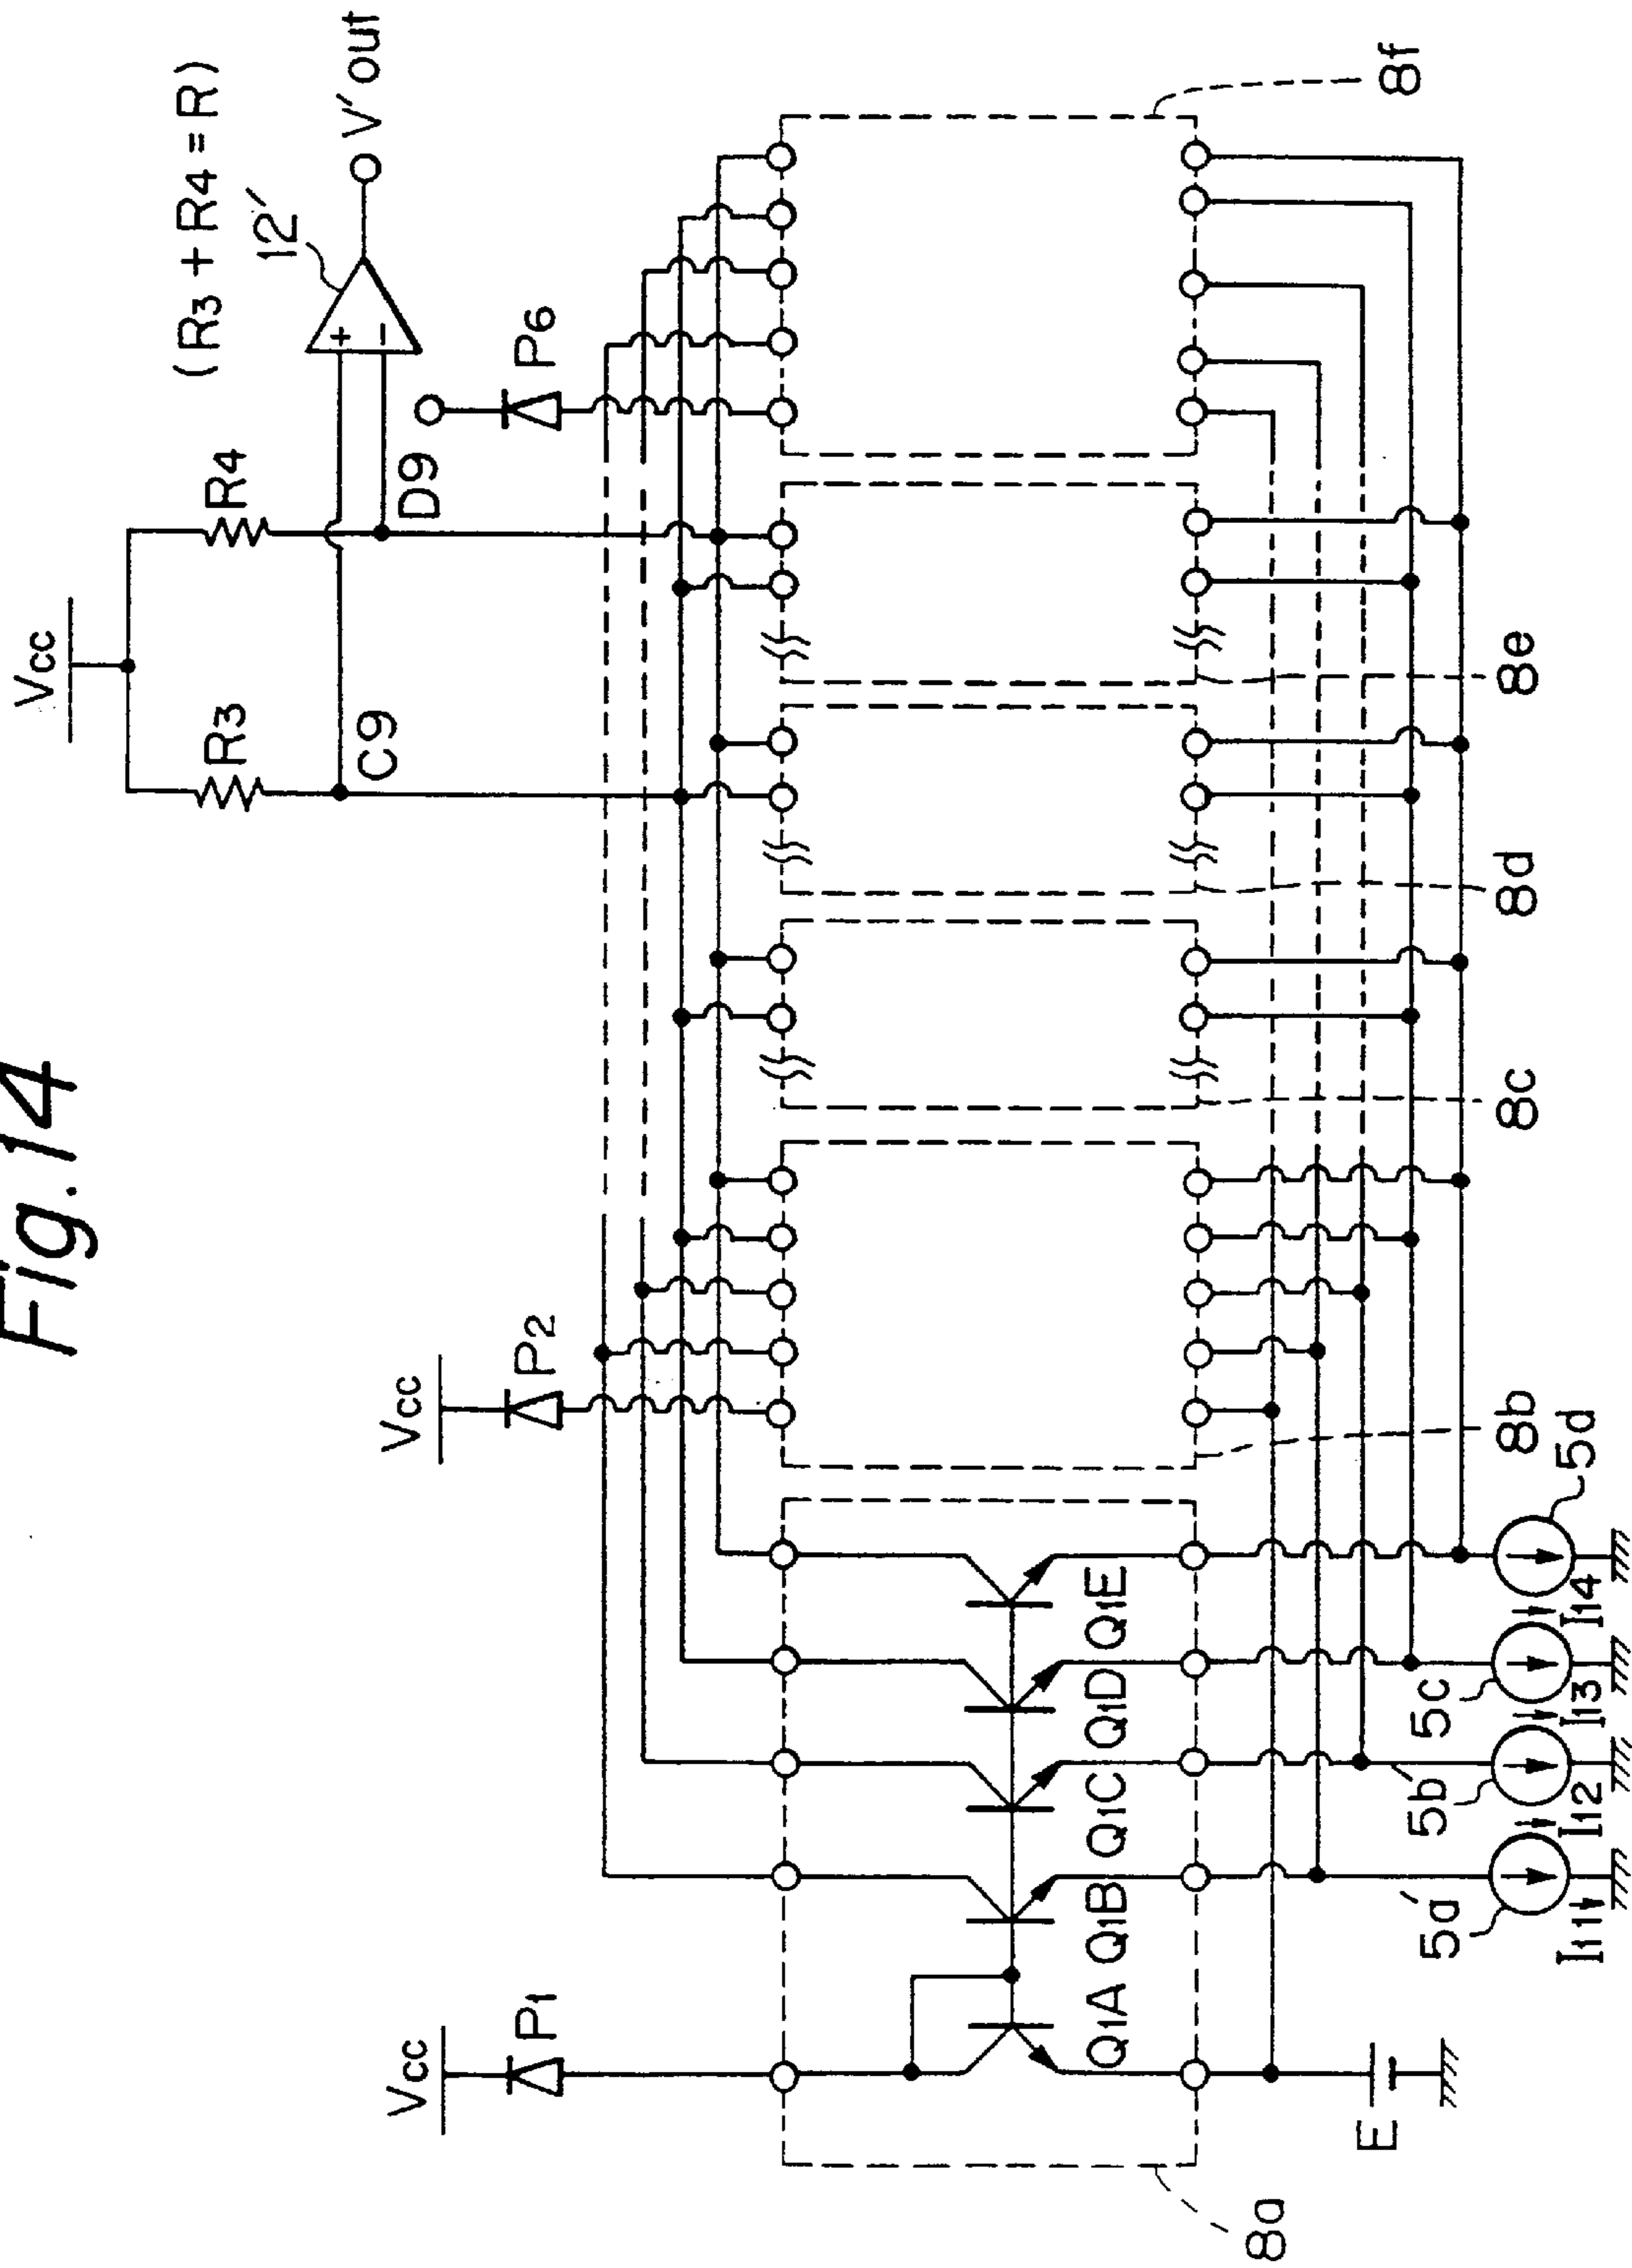 Fig.14
Vcc
R3
R4
(R3 + R4 = R)
C9
D9
+
−
12'
V'out
Vcc
P1
Vcc
P2
P6
Q1A
Q1B
Q1C
Q1D
Q1E
8a
8b
8c
8d
8e
8f
E
5a'
5b'
5c
5d
I11
I12
I13
I14